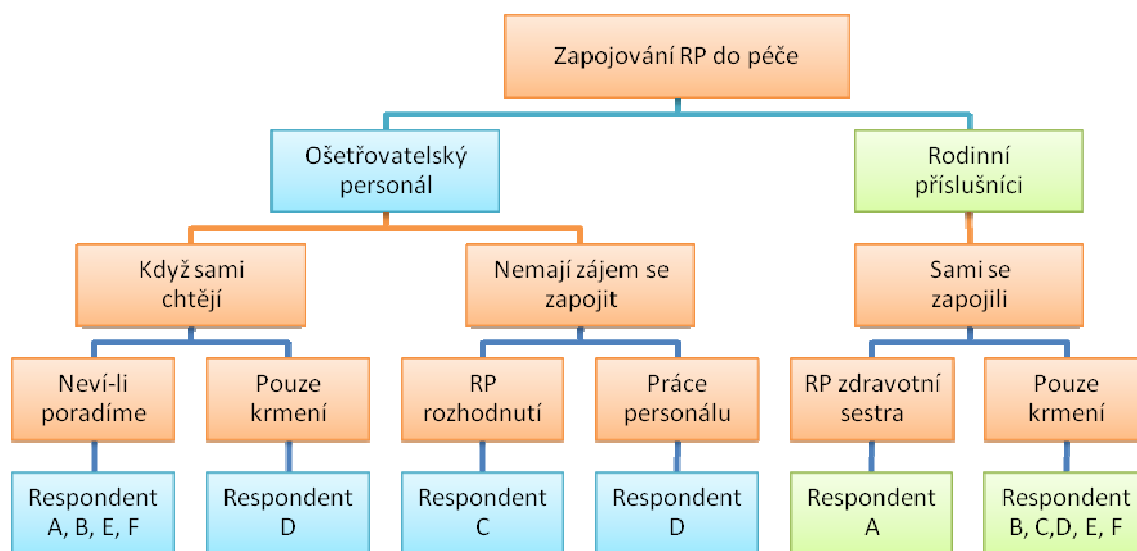 Zapojování RP do péče
Ošetřovatelský
personál
Rodinní
příslušníci
Když sami
chtějí
Nemají zájem se
zapojit
Sami se
zapojili
Neví-li
poradíme
Pouze
krmení
RP
rozhodnutí
Práce
personálu
RP zdravotní
sestra
Pouze
krmení
Respondent
A, B, E, F
Respondent
D
Respondent
C
Respondent
D
Respondent
A
Respondent
B, C,D, E, F